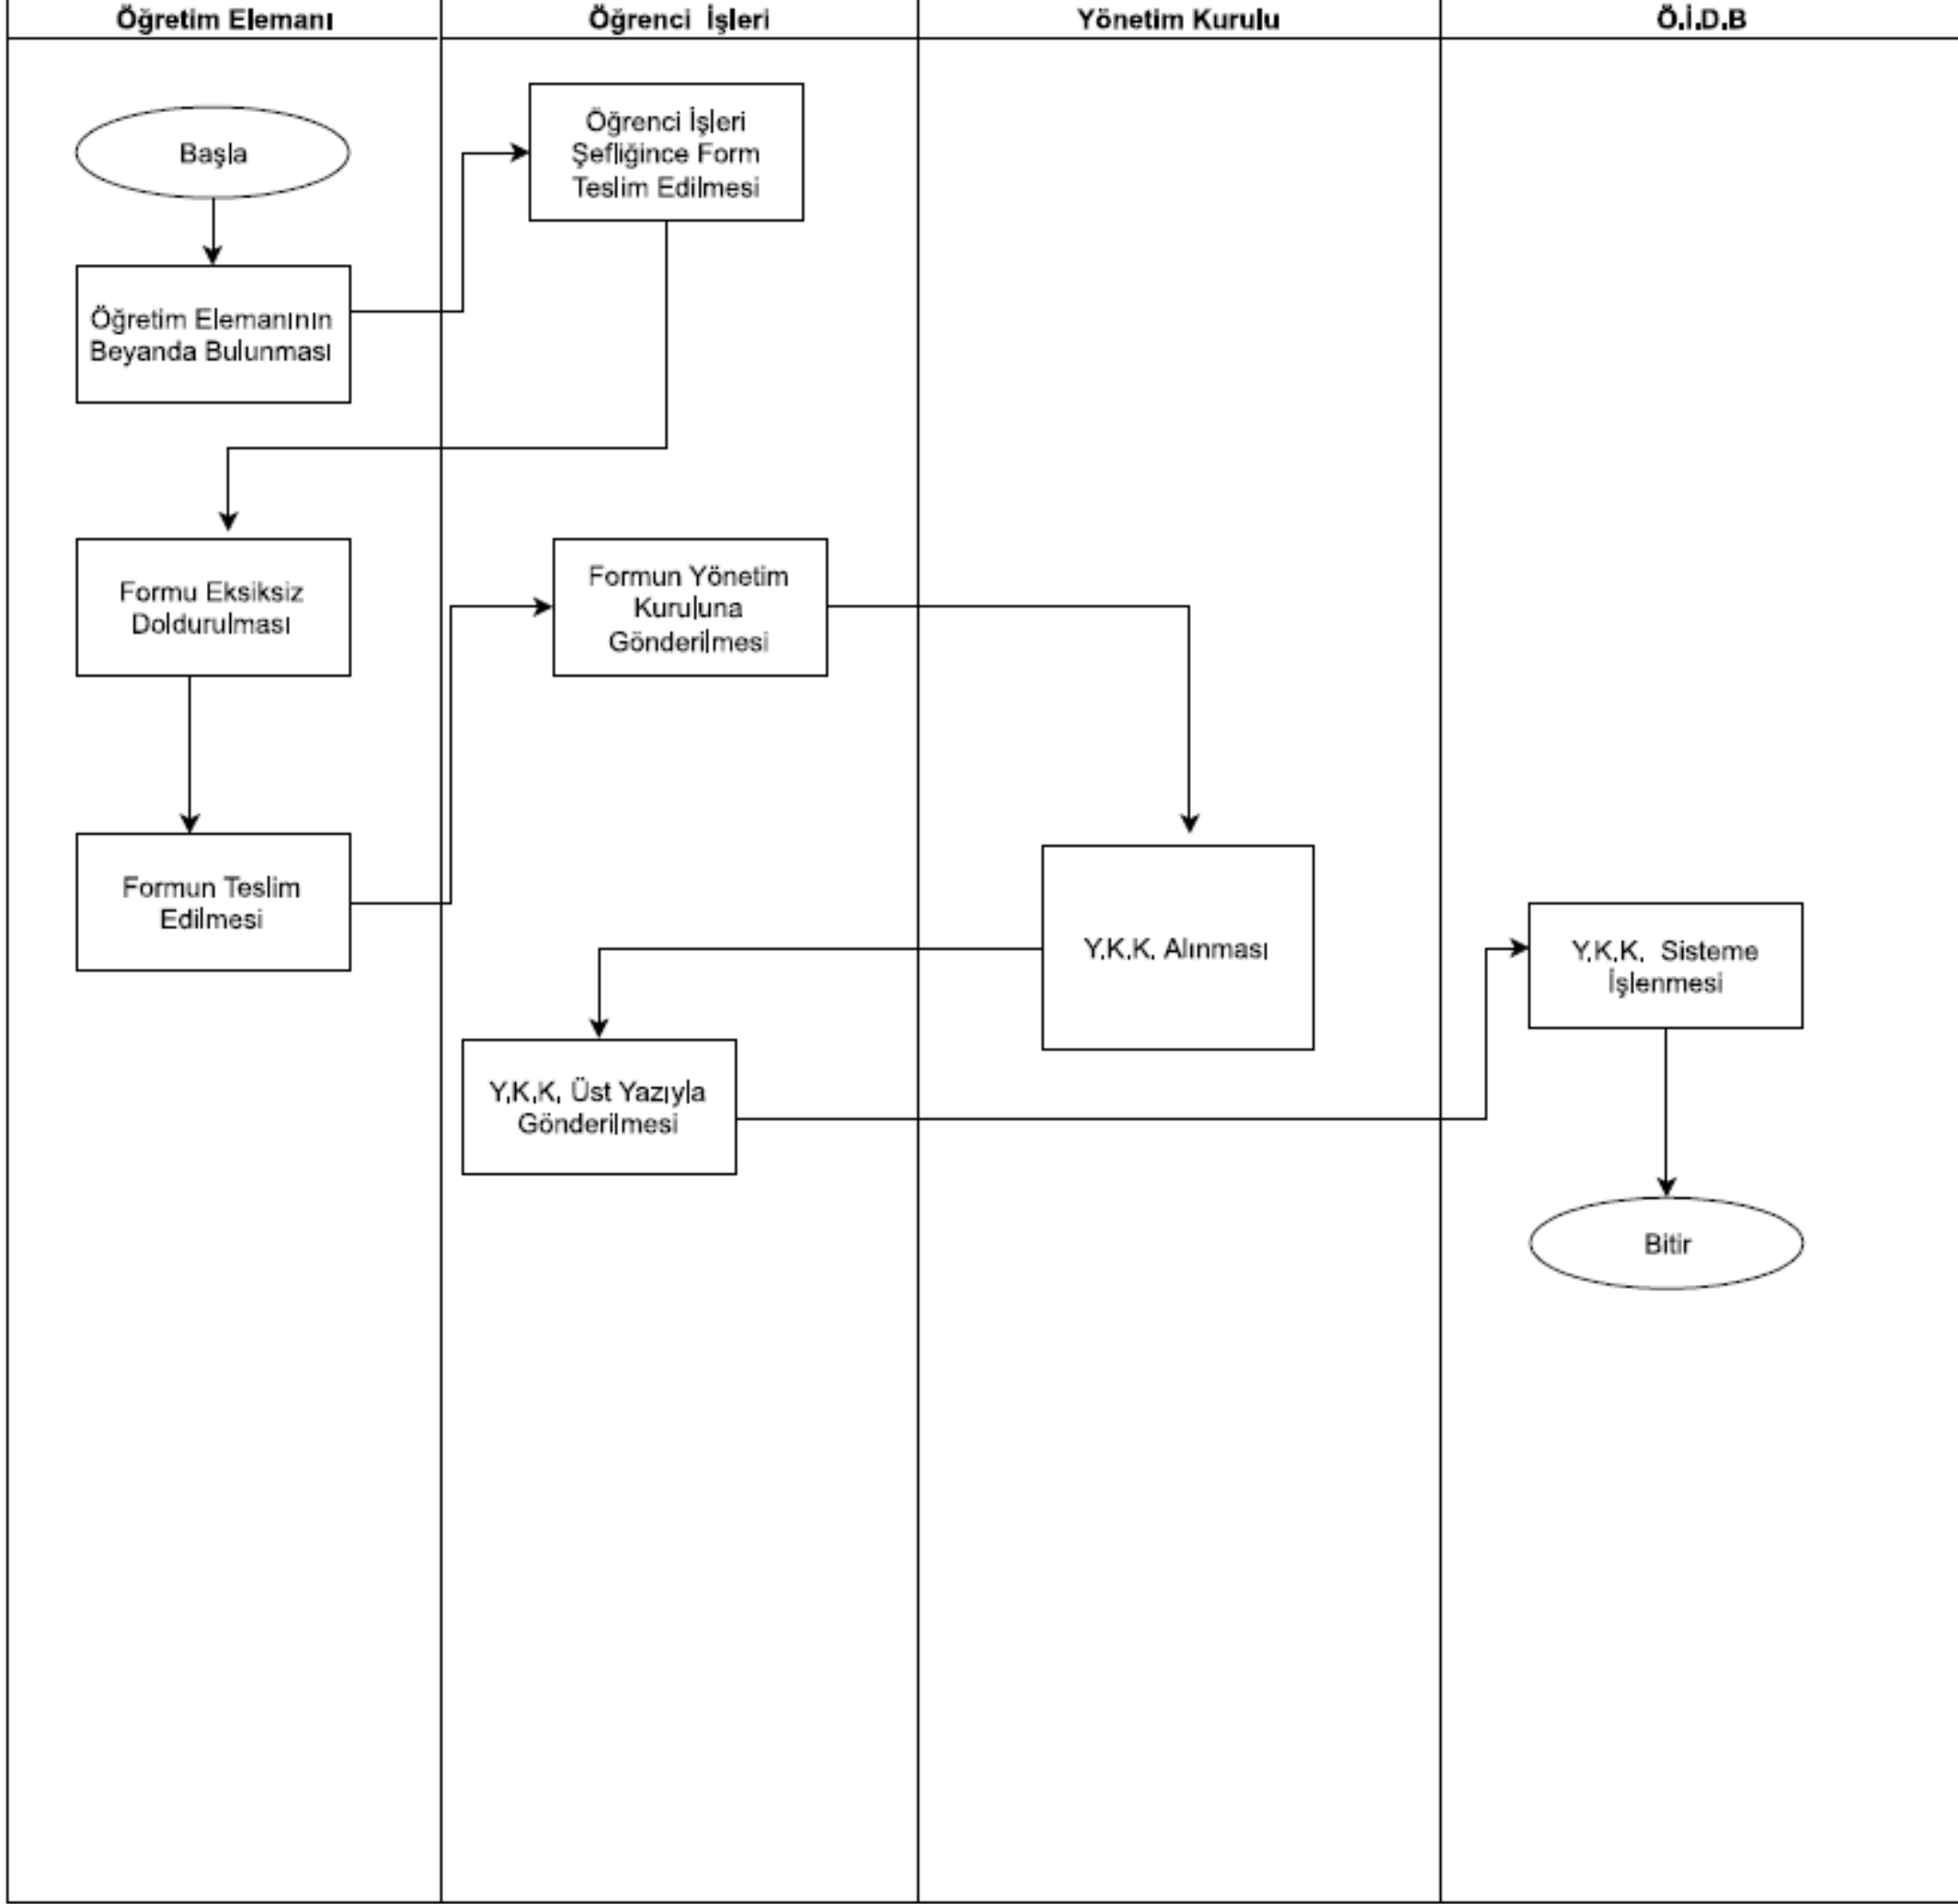 Öğretim Elemanı
Öğrenci İşleri
Yönetim Kurulu
Ö.İ.D.B
Başla
Öğrenci İşleri
Şefliğince Form
Teslim Edilmesi
Öğretim Elemanının
Beyanda Bulunması
Formu Eksiksiz
Doldurulması
Formun Yönetim
Kuruluna
Gönderilmesi
Formun Teslim
Edilmesi
Y.K.K. Alınması
Y.K.K. Sisteme
İşlenmesi
Y.K.K. Üst Yazıyla
Gönderilmesi
Bitir